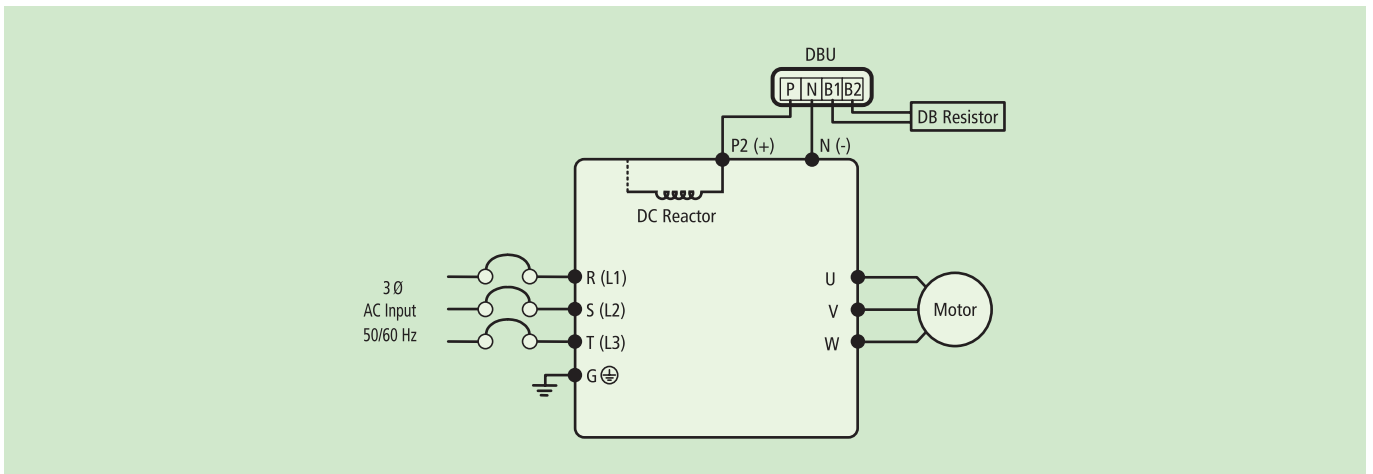 DBU
P N B1 B2
DB Resistor
P2 (+)
N (-)
DC Reactor
3 Ø
AC Input
50/60 Hz
R (L1)
S (L2)
T (L3)
G
U
V
W
Motor